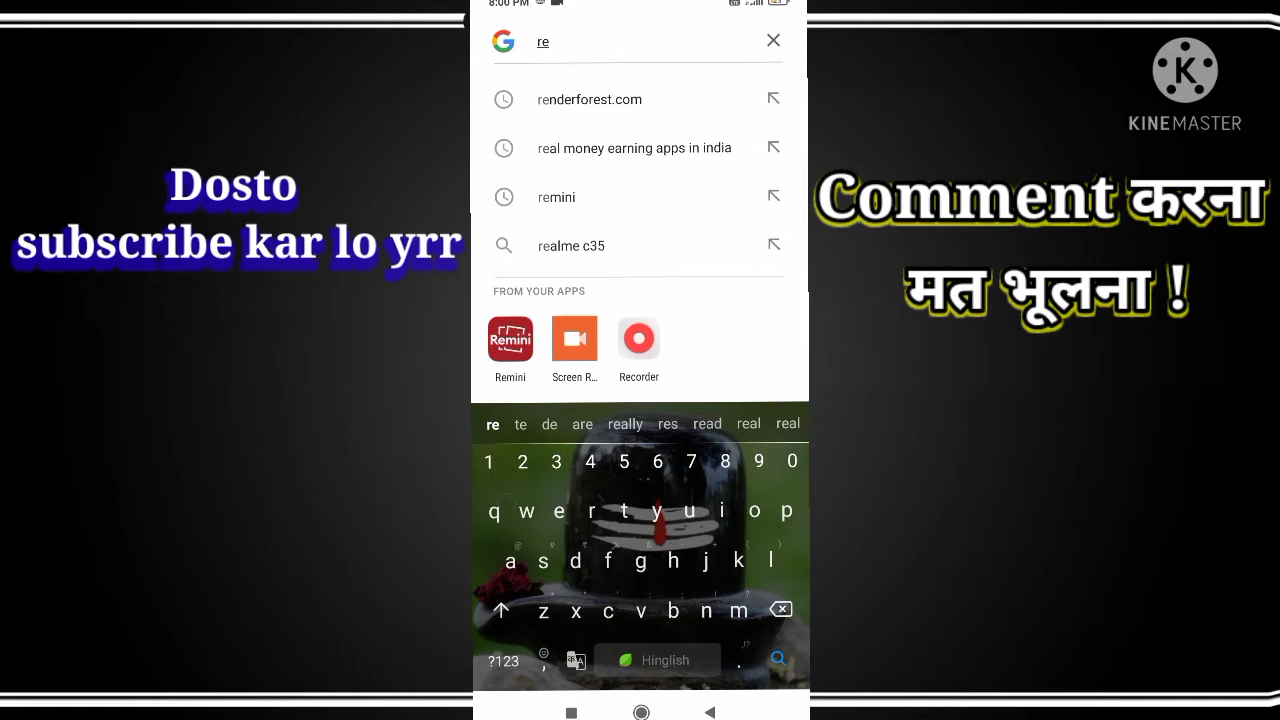 8:00 PM
re
renderforest.com
real money earning apps in india
remini
realme c35
FROM YOUR APPS
Remini
Remini Screen R... Recorder
re te de are really res read real real
1 2 3 4 5 6 7 8 9 0
q w e r t y u i o p
a s d f g h j k l
z x c v b n m
?123 , Hinglish .
Dosto
subscribe kar lo yrr
K
KINEMASTER
Comment करना
मत भूलना !